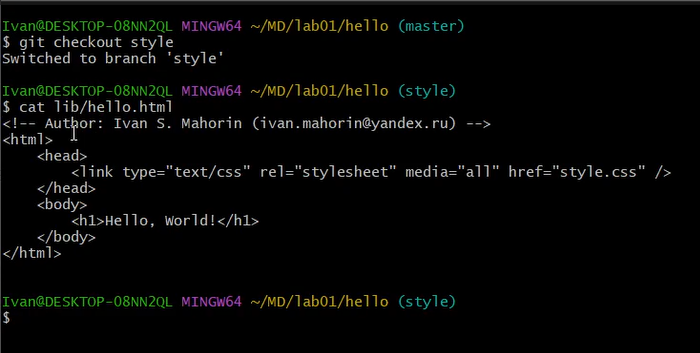 Ivan@DESKTOP-08NN2QL MINGW64 ~/MD/lab01/hello (master)
$ git checkout style
Switched to branch 'style'
Ivan@DESKTOP-08NN2QL MINGW64 ~/MD/lab01/hello (style)
$ cat lib/hello.html
<!-- Author: Ivan S. Mahorin (ivan.mahorin@yandex.ru) -->
<html>
    <head>
        <link type="text/css" rel="stylesheet" media="all" href="style.css" />
    </head>
    <body>
        <h1>Hello, World!</h1>
    </body>
</html>
Ivan@DESKTOP-08NN2QL MINGW64 ~/MD/lab01/hello (style)
$